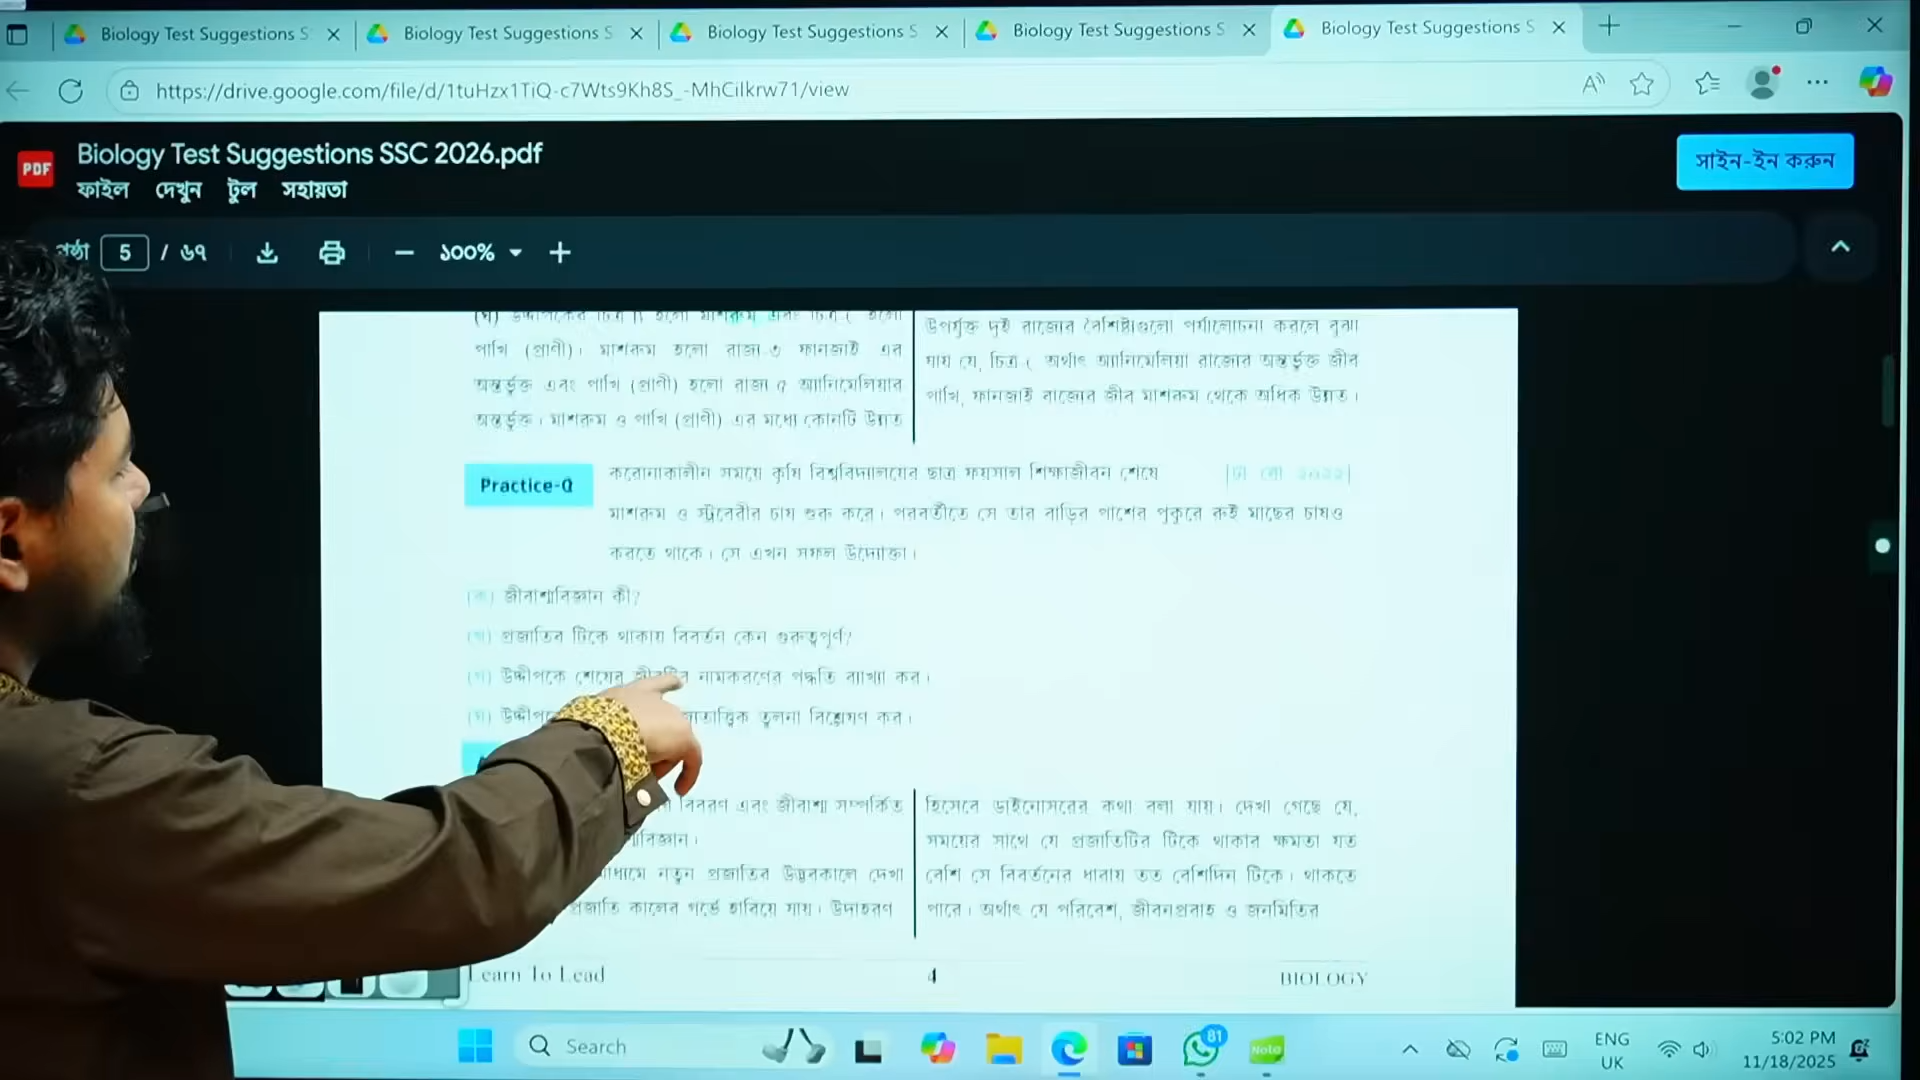 Biology Test Suggestions S
Biology Test Suggestions S
Biology Test Suggestions S
Biology Test Suggestions S
Biology Test Suggestions S
https://drive.google.com/file/d/1tuHzx1TiQ-c7Wts9Kh8S_-MhCilkrw71/view
PDF
Biology Test Suggestions SSC 2026.pdf
ফাইল দেখুন টুল সহায়তা
সাইন-ইন করুন
5 / ৬৭
১০০%
পাখি (প্রাণী)। মাশরুম হলো রাজ্য ৩ ফানজাই এর
অন্তর্ভুক্ত এবং পাখি (প্রাণী) হলো রাজ্য ৫ অ্যানিমেলিয়ার
অন্তর্ভুক্ত। মাশরুম ও পাখি (প্রাণী) এর মধ্যে কোনটি উন্নত
উপর্যুক্ত দুই রাজ্যের বৈশিষ্ট্যগুলো পর্যালোচনা করলে বুঝা
যায় যে, চিত্র অর্থাৎ অ্যানিমেলিয়া রাজ্যের অন্তর্ভুক্ত জীব
পাখি, ফানজাই রাজ্যের জীব মাশরুম থেকে অধিক উন্নত।
Practice-Q
করোনাকালীন সময়ে কৃষি বিশ্ববিদ্যালয়ের ছাত্র ফয়সাল শিক্ষাজীবন শেষে
মাশরুম ও স্ট্রবেরীর চাষ শুরু করে। পরবর্তীতে সে তার বাড়ির পাশের পুকুরে রুই মাছের চাষও
করতে থাকে। সে এখন সফল উদ্যোক্তা।
(ক) জীবাশ্মবিজ্ঞান কী?
(খ) প্রজাতির টিকে থাকায় বিবর্তন কেন গুরুত্বপূর্ণ?
(গ) উদ্দীপকে শেষের জীবটির নামকরণের পদ্ধতি ব্যাখ্যা কর।
(ঘ) তুলনা বিশ্লেষণ কর।
বিবরণ এবং জীবাশ্ম সম্পর্কিত
নতুন প্রজাতির উদ্ভবকালে দেখা
প্রজাতি কালের গর্ভে হারিয়ে যায়। উদাহরণ
হিসেবে ডাইনোসরের কথা বলা যায়। দেখা গেছে যে,
সময়ের সাথে যে প্রজাতিটির টিকে থাকার ক্ষমতা যত
বেশি সে বিবর্তনের ধারায় তত বেশিদিন টিকে। থাকতে
পারে। অর্থাৎ যে পরিবেশ, জীবনপ্রবাহ ও জনমিতির
Learn To Lead
4
BIOLOGY
Search
81
Note
ENG
UK
5:02 PM
11/18/2025